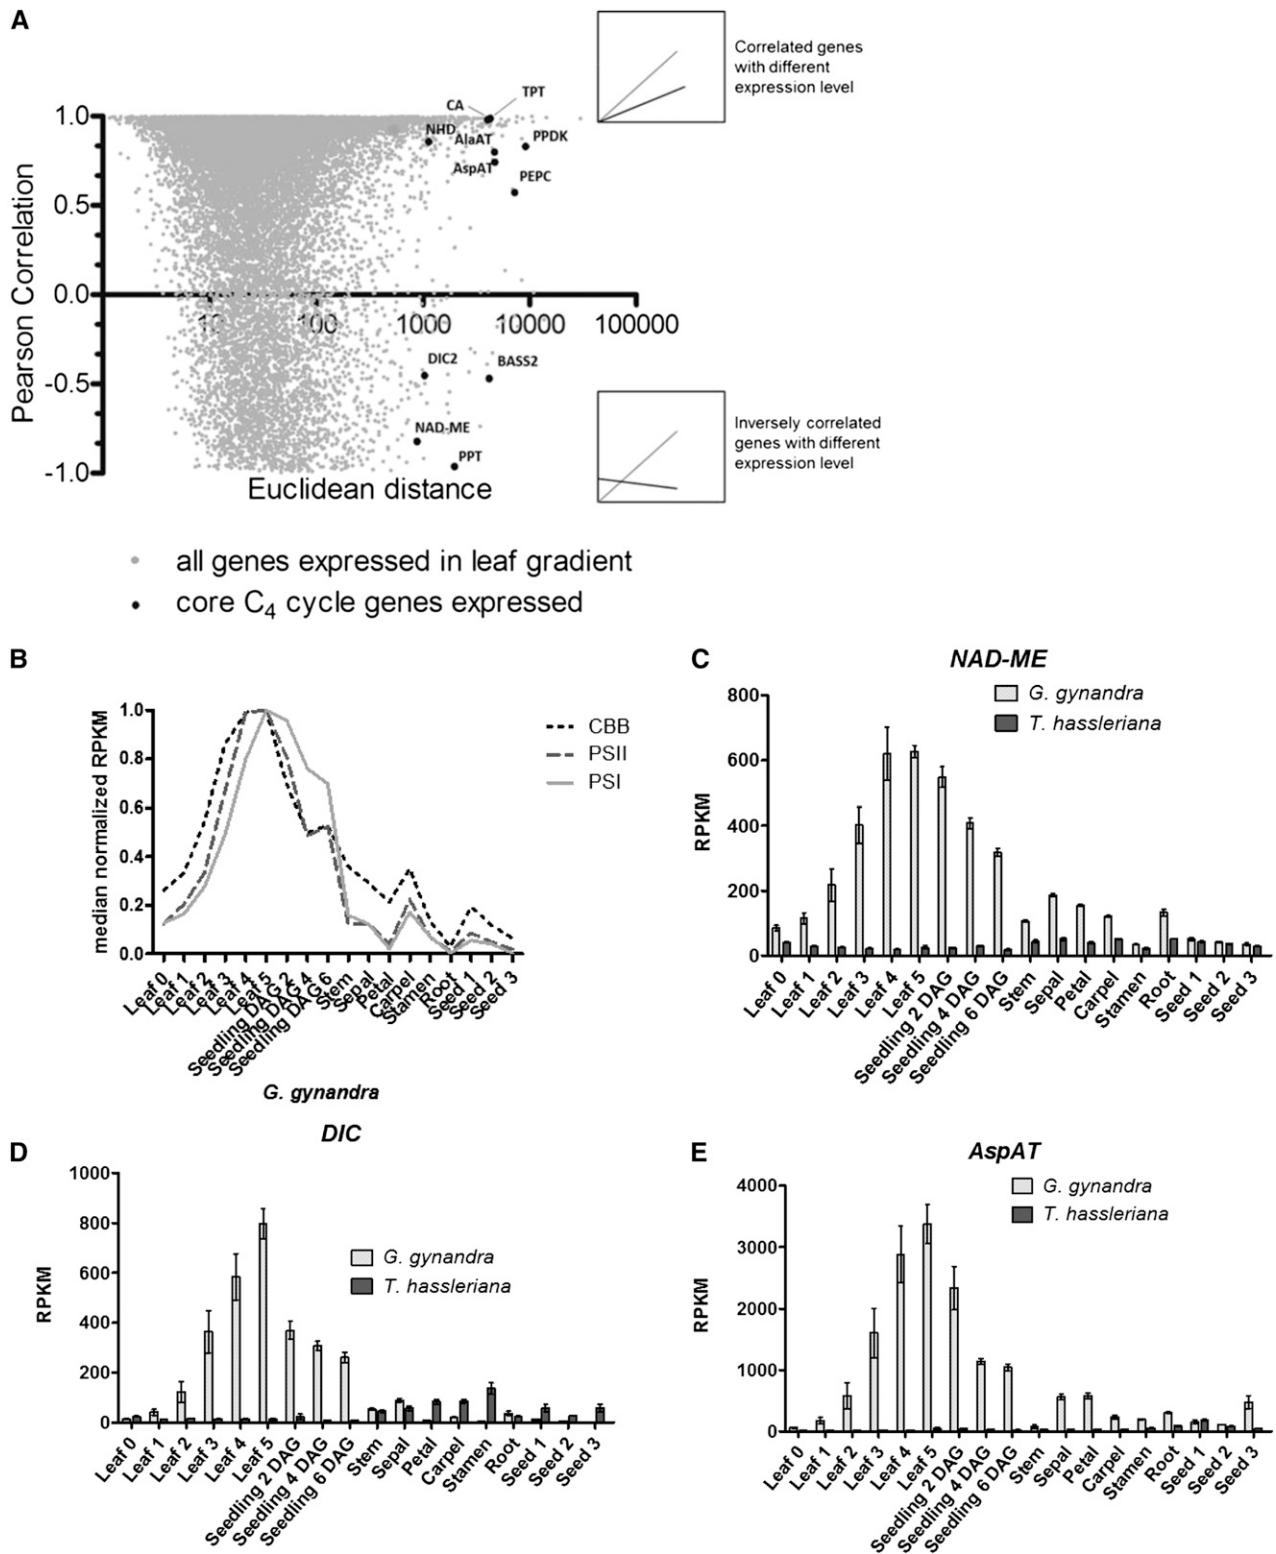 A
Correlated genes
with different
expression level
TPT
CA
1.0
NHD
AlaAT
PPDK
AspAT
PEPC
0.5
Pearson Correlation
0.0
10
100
1000
10000
100000
DIC2
BASS2
-0.5
Inversely correlated
genes with different
expression level
NAD-ME
PPT
-1.0
Euclidean distance
all genes expressed in leaf gradient
core C4 cycle genes expressed
B
median normalized RPKM
1.0
0.8
0.6
0.4
0.2
0.0
CBB
PSII
PSI
Leaf 0
Leaf 1
Leaf 2
Leaf 3
Leaf 4
Leaf 5
Seedling DAG 2
Seedling DAG 4
Seedling DAG 6
Stem
Sepal
Petal
Carpel
Stamen
Root
Seed 1
Seed 2
Seed 3
G. gynandra
C
NAD-ME
G. gynandra
T. hassleriana
RPKM
800
600
400
200
0
Leaf 0
Leaf 1
Leaf 2
Leaf 3
Leaf 4
Leaf 5
Seedling 2 DAG
Seedling 4 DAG
Seedling 6 DAG
Stem
Sepal
Petal
Carpel
Stamen
Root
Seed 1
Seed 2
Seed 3
D
DIC
G. gynandra
T. hassleriana
RPKM
1000
800
600
400
200
0
Leaf 0
Leaf 1
Leaf 2
Leaf 3
Leaf 4
Leaf 5
Seedling 2 DAG
Seedling 4 DAG
Seedling 6 DAG
Stem
Sepal
Petal
Carpel
Stamen
Root
Seed 1
Seed 2
Seed 3
E
AspAT
G. gynandra
T. hassleriana
RPKM
4000
3000
2000
1000
0
Leaf 0
Leaf 1
Leaf 2
Leaf 3
Leaf 4
Leaf 5
Seedling 2 DAG
Seedling 4 DAG
Seedling 6 DAG
Stem
Sepal
Petal
Carpel
Stamen
Root
Seed 1
Seed 2
Seed 3